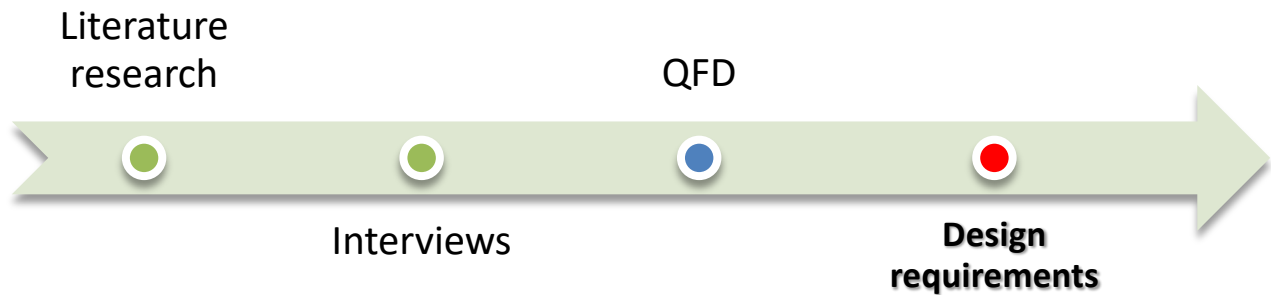 Literature
research
Interviews
QFD
Design
requirements